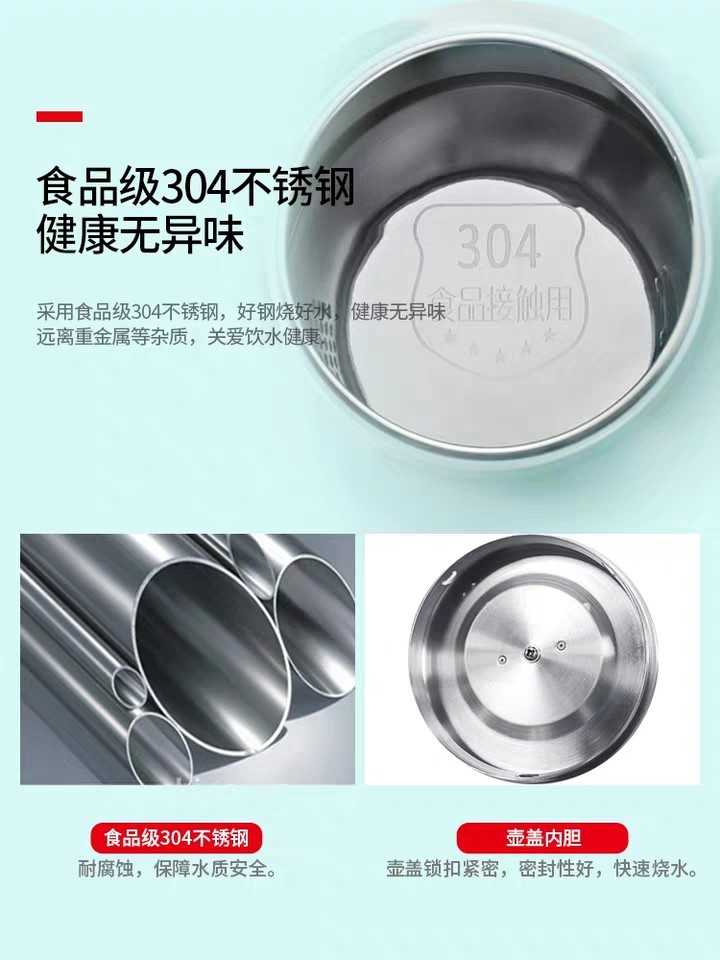 食品级304不锈钢
健康无异味
采用食品级304不锈钢，好钢烧好水，健康无异味
远离重金属等杂质，关爱饮水健康。
304
食品接触用
食品级304不锈钢
耐腐蚀，保障水质安全。
壶盖内胆
壶盖锁扣紧密，密封性好，快速烧水。